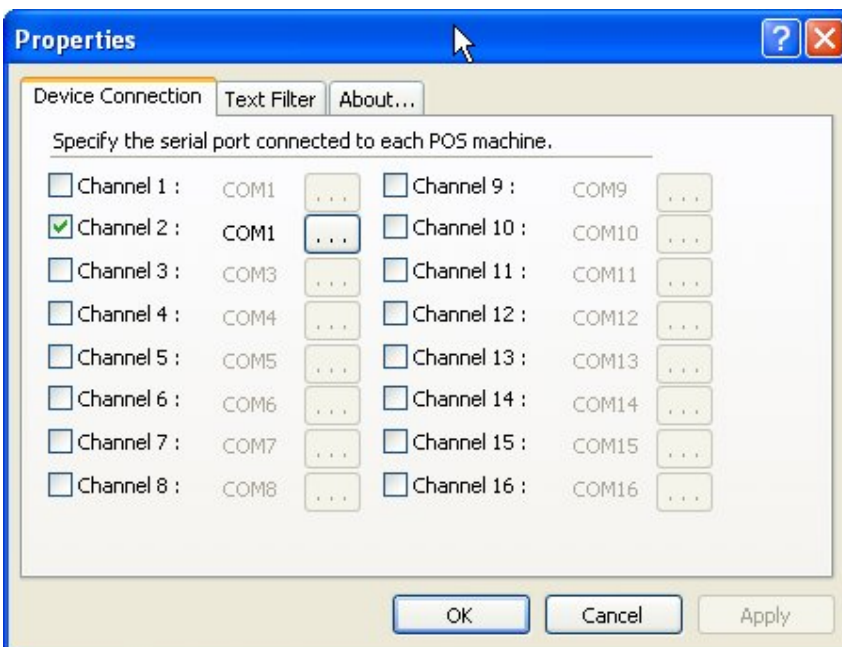 Properties
Device Connection Text Filter About...
Specify the serial port connected to each POS machine.
Channel 1 : COM1 ... Channel 9 : COM9 ...
Channel 2 : COM1 ... Channel 10 : COM10 ...
Channel 3 : COM3 ... Channel 11 : COM11 ...
Channel 4 : COM4 ... Channel 12 : COM12 ...
Channel 5 : COM5 ... Channel 13 : COM13 ...
Channel 6 : COM6 ... Channel 14 : COM14 ...
Channel 7 : COM7 ... Channel 15 : COM15 ...
Channel 8 : COM8 ... Channel 16 : COM16 ...
OK Cancel Apply